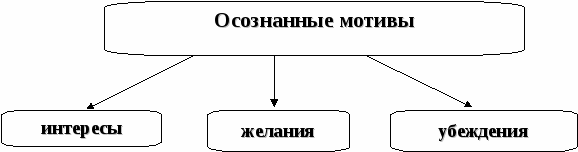 Осознанные мотивы
интересы
желания
убеждения